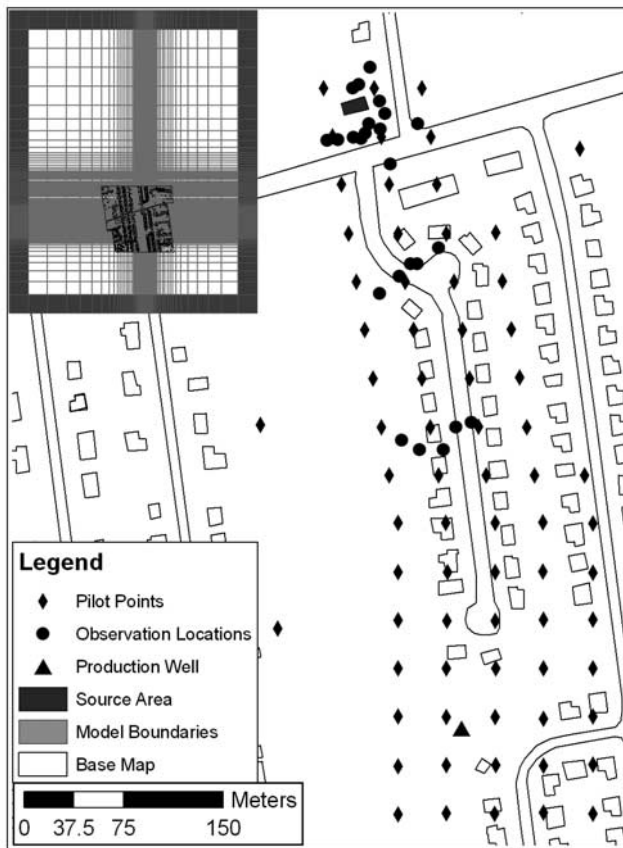 Legend
Pilot Points
Observation Locations
Production Well
Source Area
Model Boundaries
Base Map
Meters
0 37.5 75 150